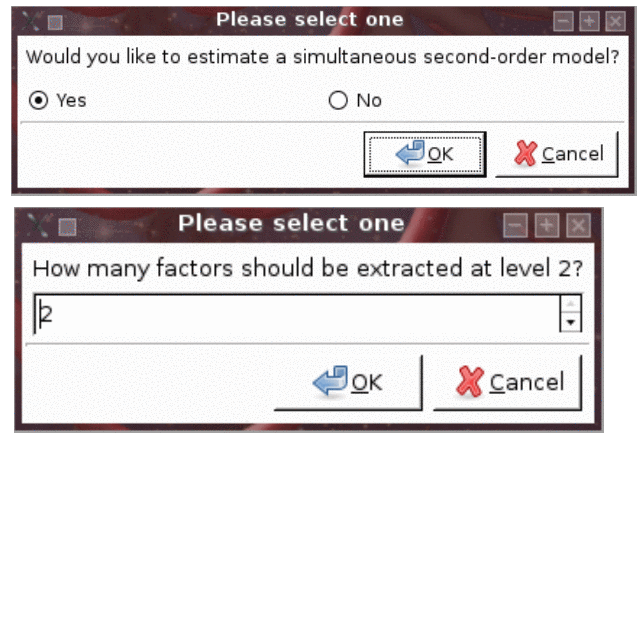 Please select one
Would you like to estimate a simultaneous second-order model?
Yes No
OK Cancel
Please select one
How many factors should be extracted at level 2?
2
OK Cancel